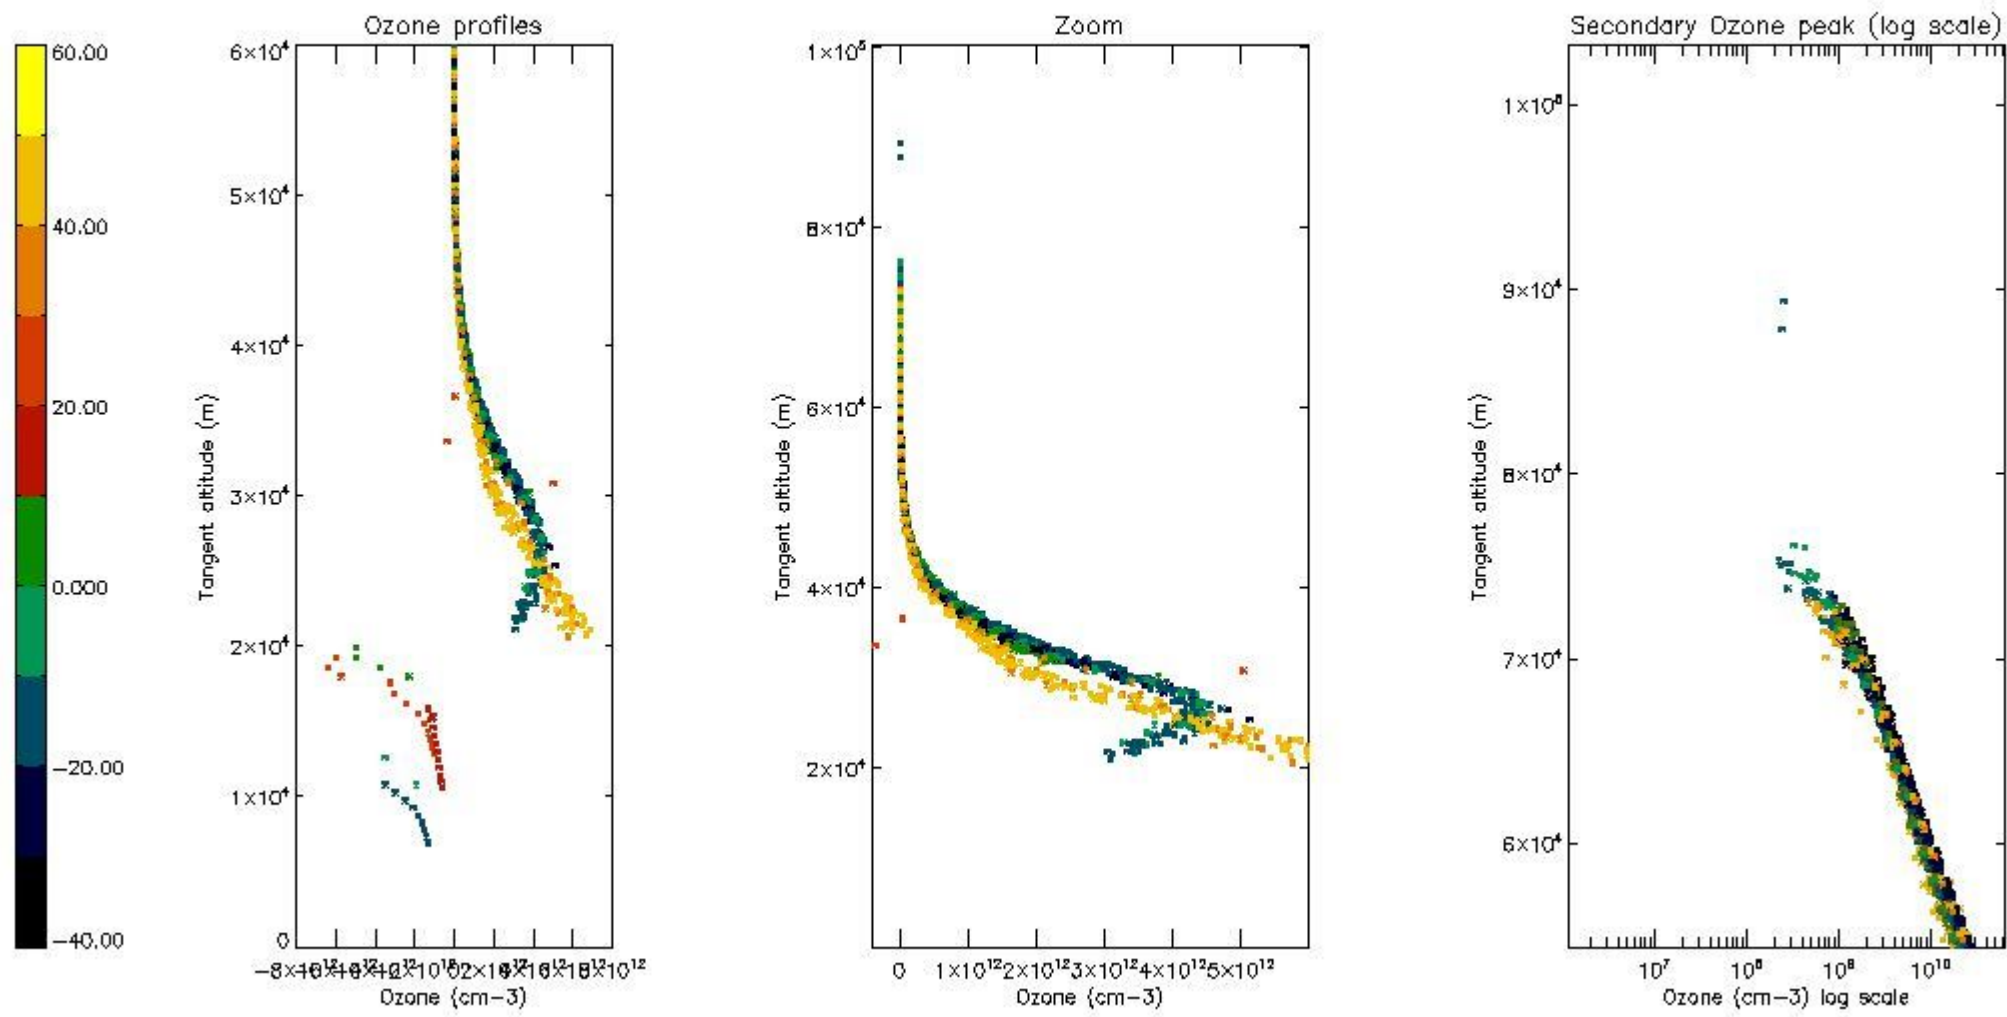 Ozone profiles
Zoom
Secondary Ozone peak (log scale)
60.00
40.00
20.00
0.000
-20.00
-40.00
6×10⁴
5×10⁴
4×10⁴
3×10⁴
2×10⁴
1×10⁴
0
Tangent altitude (m)
Ozone (cm-3)
1×10⁵
8×10⁴
6×10⁴
4×10⁴
2×10⁴
Tangent altitude (m)
0 1×10¹² 2×10¹² 3×10¹² 4×10¹² 5×10¹²
Ozone (cm-3)
9×10⁴
8×10⁴
7×10⁴
6×10⁴
Tangent altitude (m)
10⁷ 10⁸ 10⁹ 10¹⁰
Ozone (cm-3) log scale